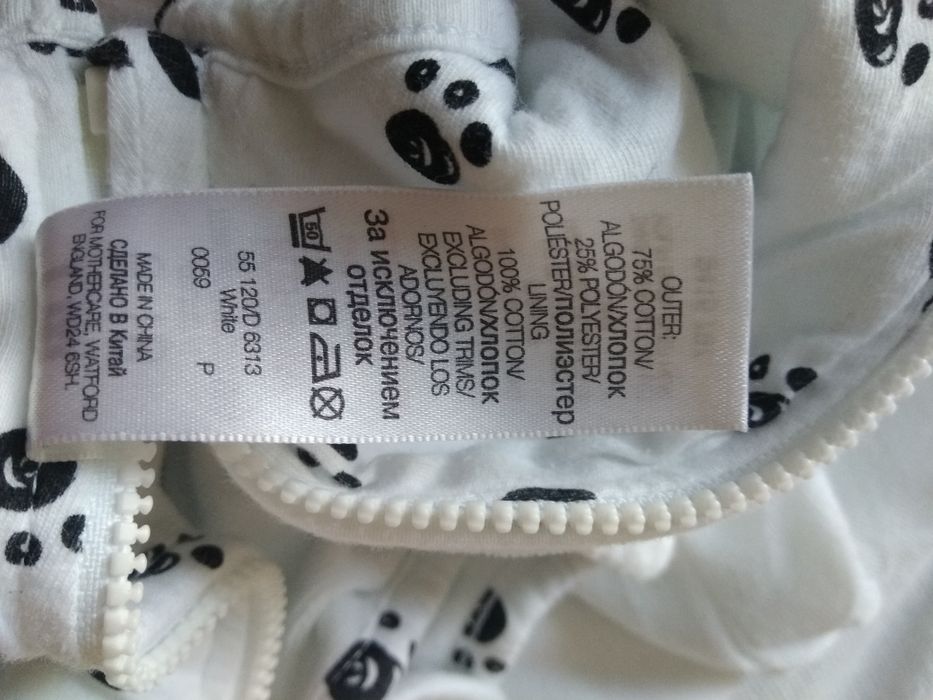 OUTER:
75% COTTON/
ALGODÓN/ХЛОПОК
25% POLYESTER/
POLIÉSTER/ПОЛИЭСТЕР
LINING
100% COTTON/
ALGODÓN/ХЛОПОК
EXCLUDING TRIMS/
EXCLUYENDO LOS
ADORNOS/
За исключением
отделок
50
55 120/D 6313
White
0059 P
MADE IN CHINA
СДЕЛАНО В Китай
FOR MOTHERCARE, WATFORD
ENGLAND, WD24 6SH.